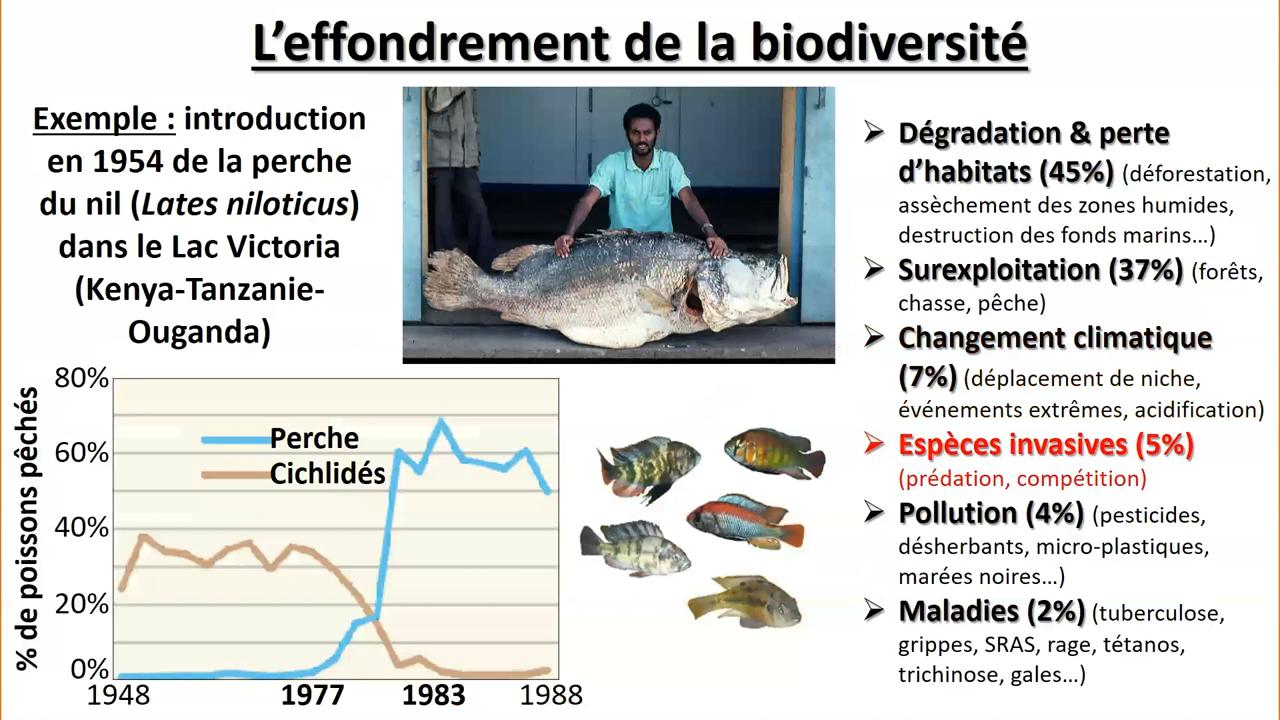 L’effondrement de la biodiversité
Exemple : introduction
en 1954 de la perche
du nil (Lates niloticus)
dans le Lac Victoria
(Kenya-Tanzanie-
Ouganda)
% de poissons pêchés
80%
60%
40%
20%
0%
Perche
Cichlidés
1948
1977
1983
1988
➢ Dégradation & perte
d’habitats (45%) (déforestation,
assèchement des zones humides,
destruction des fonds marins…)
➢ Surexploitation (37%) (forêts,
chasse, pêche)
➢ Changement climatique
(7%) (déplacement de niche,
événements extrêmes, acidification)
➢ Espèces invasives (5%)
(prédation, compétition)
➢ Pollution (4%) (pesticides,
désherbants, micro-plastiques,
marées noires…)
➢ Maladies (2%) (tuberculose,
grippes, SRAS, rage, tétanos,
trichinose, gales…)